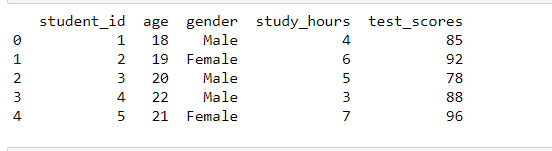 student_id age gender study_hours test_scores
0 1 18 Male 4 85
1 2 19 Female 6 92
2 3 20 Male 5 78
3 4 22 Male 3 88
4 5 21 Female 7 96